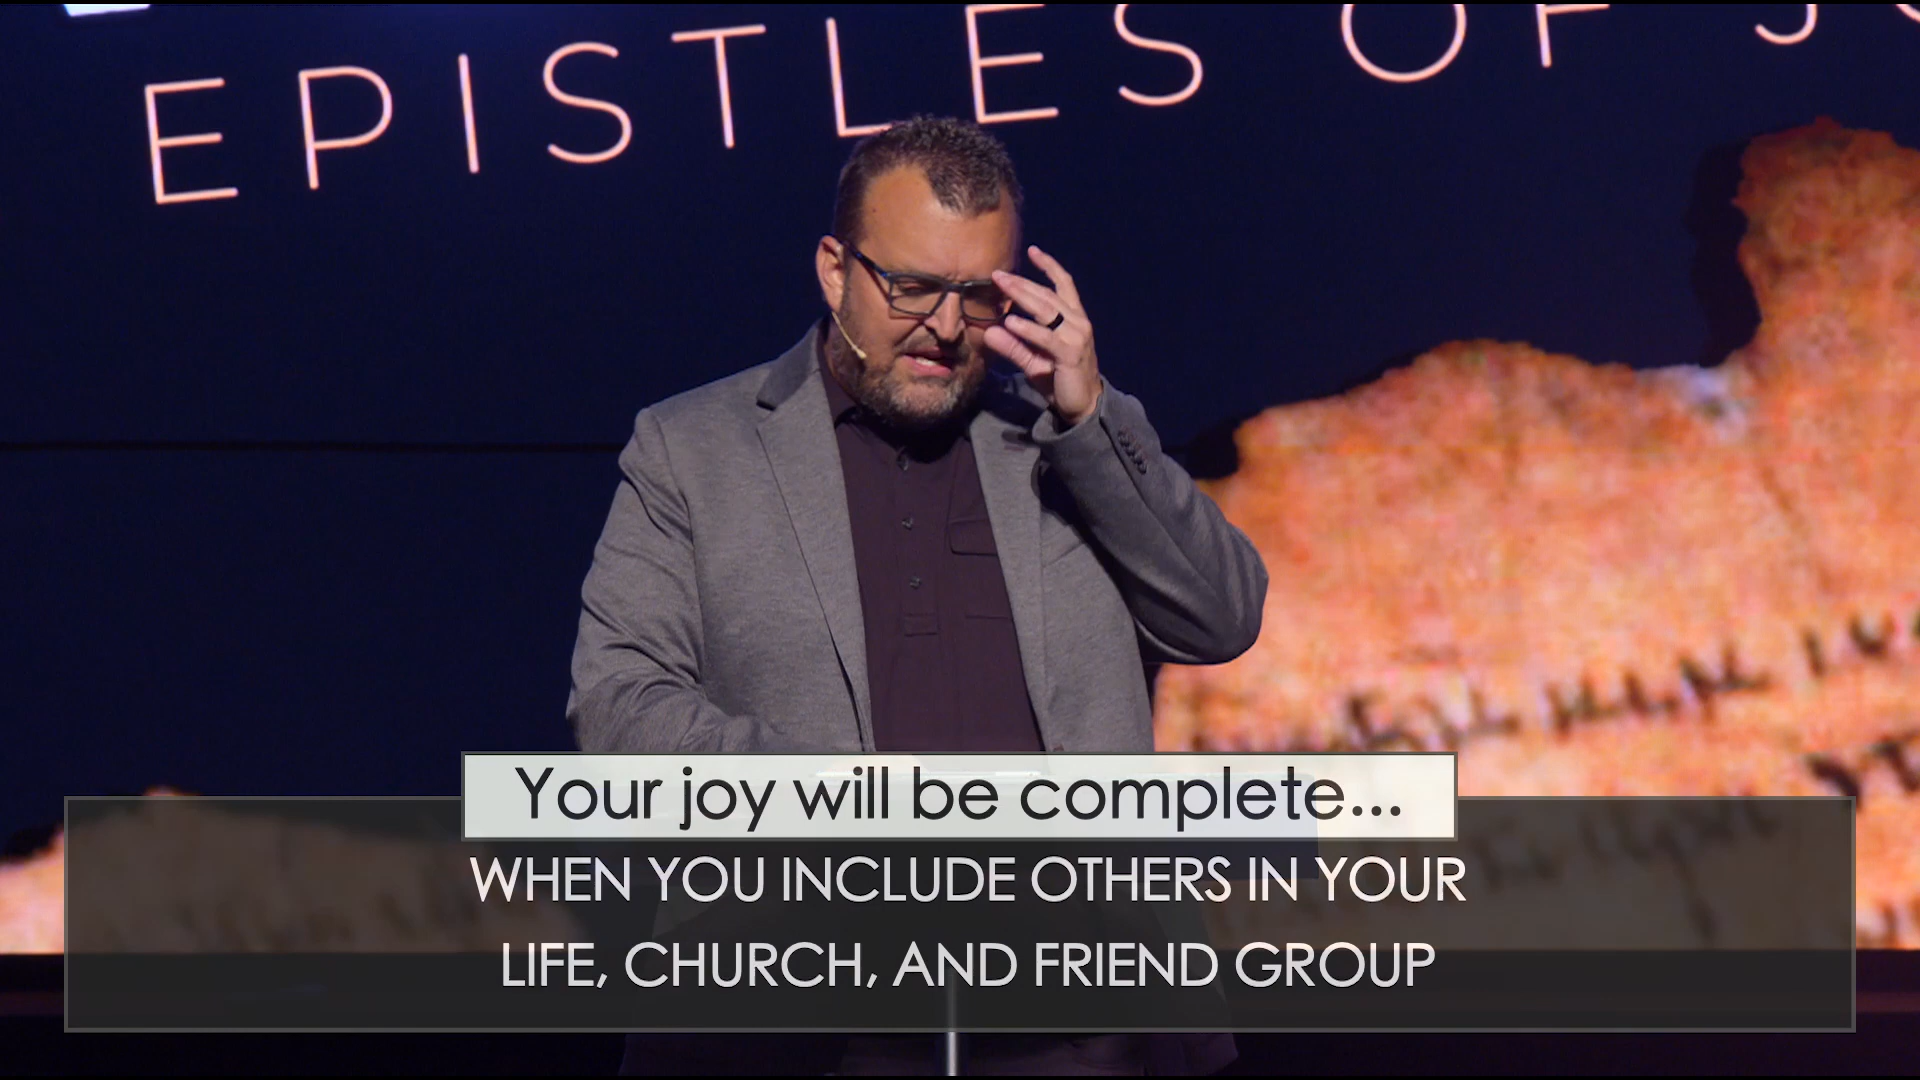 EPISTLES OF
Your joy will be complete...
WHEN YOU INCLUDE OTHERS IN YOUR
LIFE, CHURCH, AND FRIEND GROUP